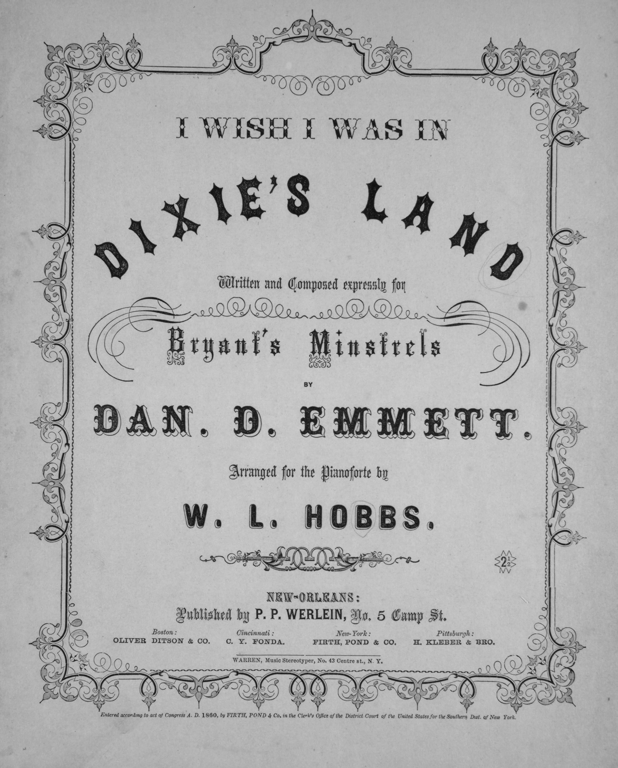 I WISH I WAS IN
DIXIE'S LAND
Written and Composed expressly for
Bryant's Minstrels
BY
DAN. D. EMMETT.
Arranged for the Pianoforte by
W. L. HOBBS.
2½
NEW-ORLEANS:
Published by P. P. WERLEIN, No. 5 Camp St.
Boston: Cincinnati: New-York: Pittsburgh:
OLIVER DITSON & CO. C. Y. FONDA. FIRTH, POND & CO. H. KLEBER & BRO.
WARREN, Music Stereotyper, No. 43 Centre st., N. Y.
Entered according to act of Congress A. D. 1860, by FIRTH, POND & Co, in the Clerk's Office of the District Court of the United States for the Southern Dist. of New York.